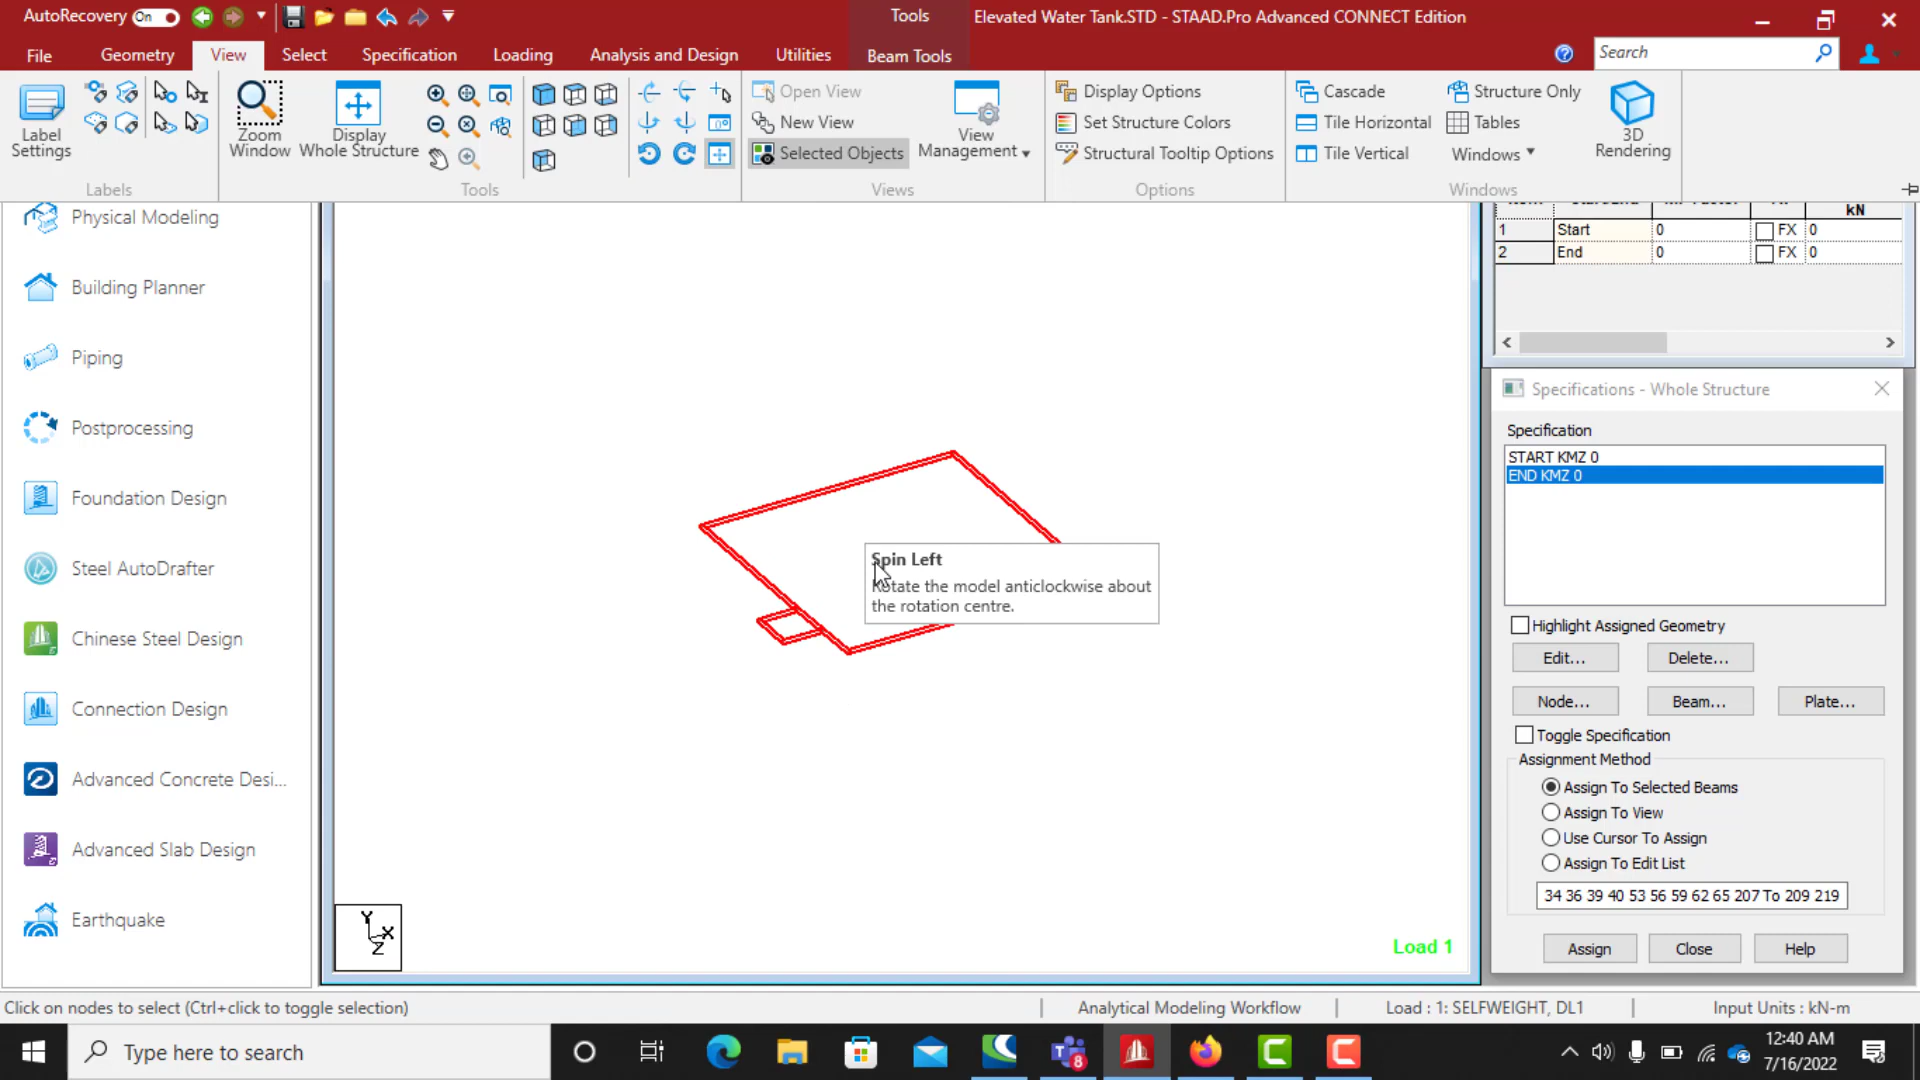 AutoRecovery On
Tools
Elevated Water Tank.STD - STAAD.Pro Advanced CONNECT Edition
File
Geometry
View
Select
Specification
Loading
Analysis and Design
Utilities
Beam Tools
Search
Label
Settings
Labels
Zoom
Window
Display
Whole Structure
Tools
Open View
New View
Selected Objects
View
Management
Views
Display Options
Set Structure Colors
Structural Tooltip Options
Options
Cascade
Tile Horizontal
Tile Vertical
Structure Only
Tables
Windows
Windows
3D
Rendering
Physical Modeling
Building Planner
Piping
Postprocessing
Foundation Design
Steel AutoDrafter
Chinese Steel Design
Connection Design
Advanced Concrete Desi...
Advanced Slab Design
Earthquake
Spin Left
Rotate the model anticlockwise about
the rotation centre.
Y
X
Z
Load 1
kN
1 Start 0 FX 0
2 End 0 FX 0
Specifications - Whole Structure
Specification
START KMZ 0
END KMZ 0
Highlight Assigned Geometry
Edit...
Delete...
Node...
Beam...
Plate...
Toggle Specification
Assignment Method
Assign To Selected Beams
Assign To View
Use Cursor To Assign
Assign To Edit List
34 36 39 40 53 56 59 62 65 207 To 209 219
Assign
Close
Help
Click on nodes to select (Ctrl+click to toggle selection)
Analytical Modeling Workflow
Load : 1: SELFWEIGHT, DL1
Input Units : kN-m
Type here to search
8
12:40 AM
7/16/2022